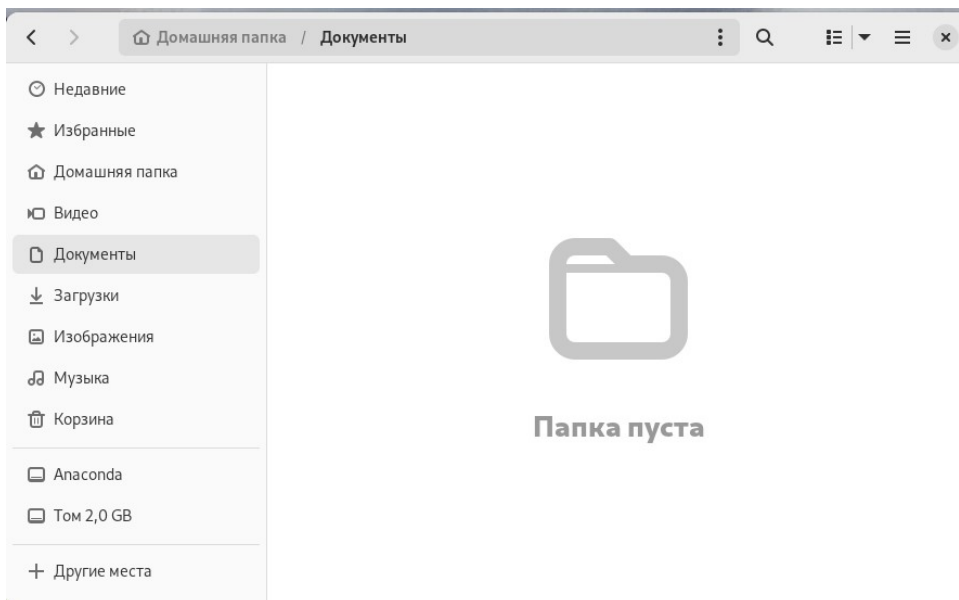 Домашняя папка / Документы
Недавние
Избранные
Домашняя папка
Видео
Документы
Загрузки
Изображения
Музыка
Корзина
Anaconda
Том 2,0 GB
Другие места
Папка пуста